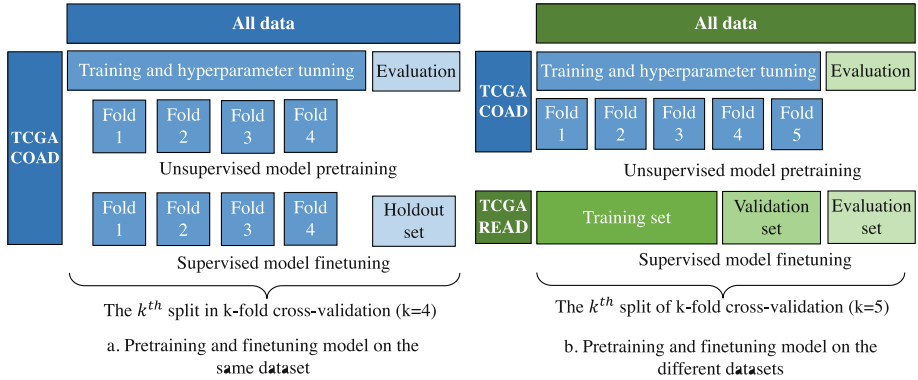 All data
Training and hyperparameter tunning
Evaluation
TCGA
COAD
Fold
1
Fold
2
Fold
3
Fold
4
Unsupervised model pretraining
Fold
1
Fold
2
Fold
3
Fold
4
Holdout
set
Supervised model finetuning
The k^th split in k-fold cross-validation (k=4)
a. Pretraining and finetuning model on the
same dataset
All data
TCGA
COAD
Training and hyperparameter tunning
Evaluation
Fold
1
Fold
2
Fold
3
Fold
4
Fold
5
Unsupervised model pretraining
TCGA
READ
Training set
Validation
set
Evaluation
set
Supervised model finetuning
The k^th split of k-fold cross-validation (k=5)
b. Pretraining and finetuning model on the
different datasets